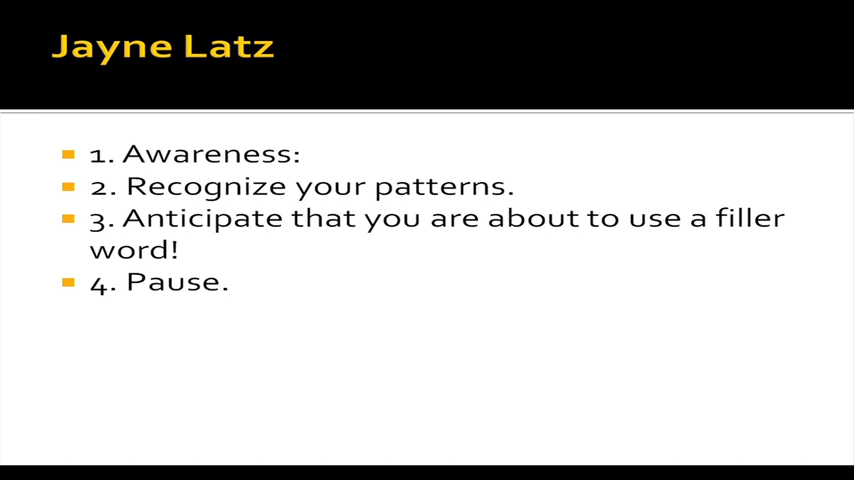 Jayne Latz
1. Awareness:
2. Recognize your patterns.
3. Anticipate that you are about to use a filler
word!
4. Pause.